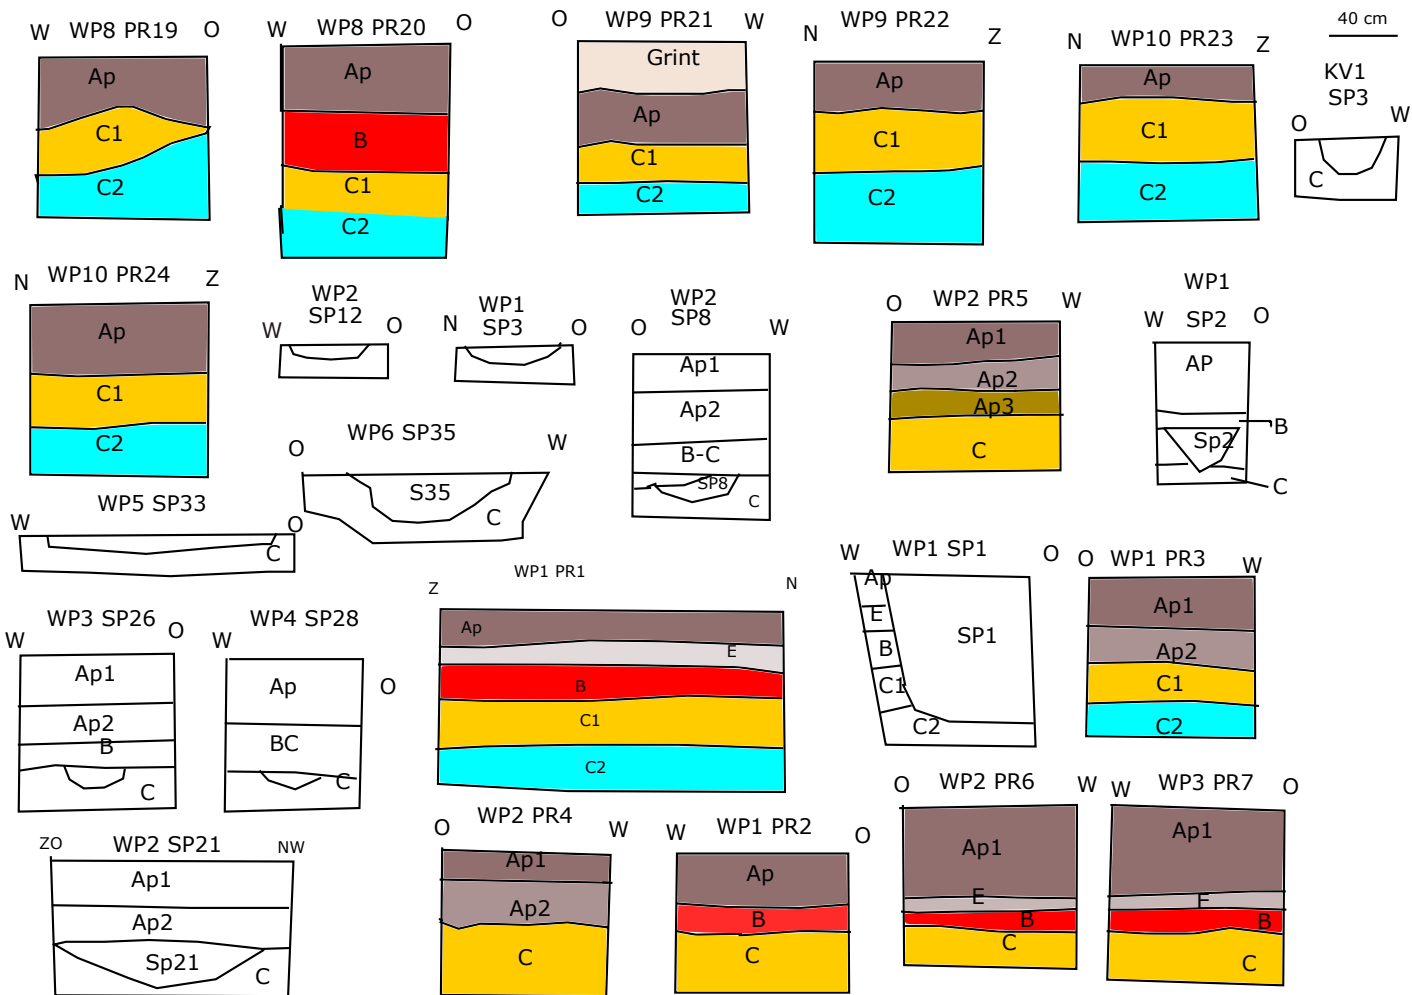 WP8 PR19
W O
Ap
C1
C2
WP8 PR20
W O
Ap
B
C1
C2
WP9 PR21
O W
Grint
Ap
C1
C2
WP9 PR22
N Z
Ap
C1
C2
WP10 PR23
N Z
Ap
C1
C2
40 cm
KV1
SP3
O W
C
WP10 PR24
N Z
Ap
C1
C2
WP2
SP12
W O
WP1
SP3
N O
WP2
SP8
O W
Ap1
Ap2
B-C
SP8
C
WP2 PR5
O W
Ap1
Ap2
Ap3
C
WP1
SP2
W O
AP
B
Sp2
C
WP6 SP35
O W
S35
C
WP5 SP33
W O
C
WP1 PR1
Z N
Ap
E
B
C1
C2
WP1 SP1
W O
Ap
E
B
C1
C2
SP1
WP1 PR3
O W
Ap1
Ap2
C1
C2
WP3 SP26
W O
Ap1
Ap2
B
C
WP4 SP28
W O
Ap
BC
C
WP2 SP21
ZO NW
Ap1
Ap2
Sp21
C
WP2 PR4
O W
Ap1
Ap2
C
WP1 PR2
W O
Ap
B
C
WP2 PR6
O W
Ap1
E
B
C
WP3 PR7
W O
Ap1
E
B
C